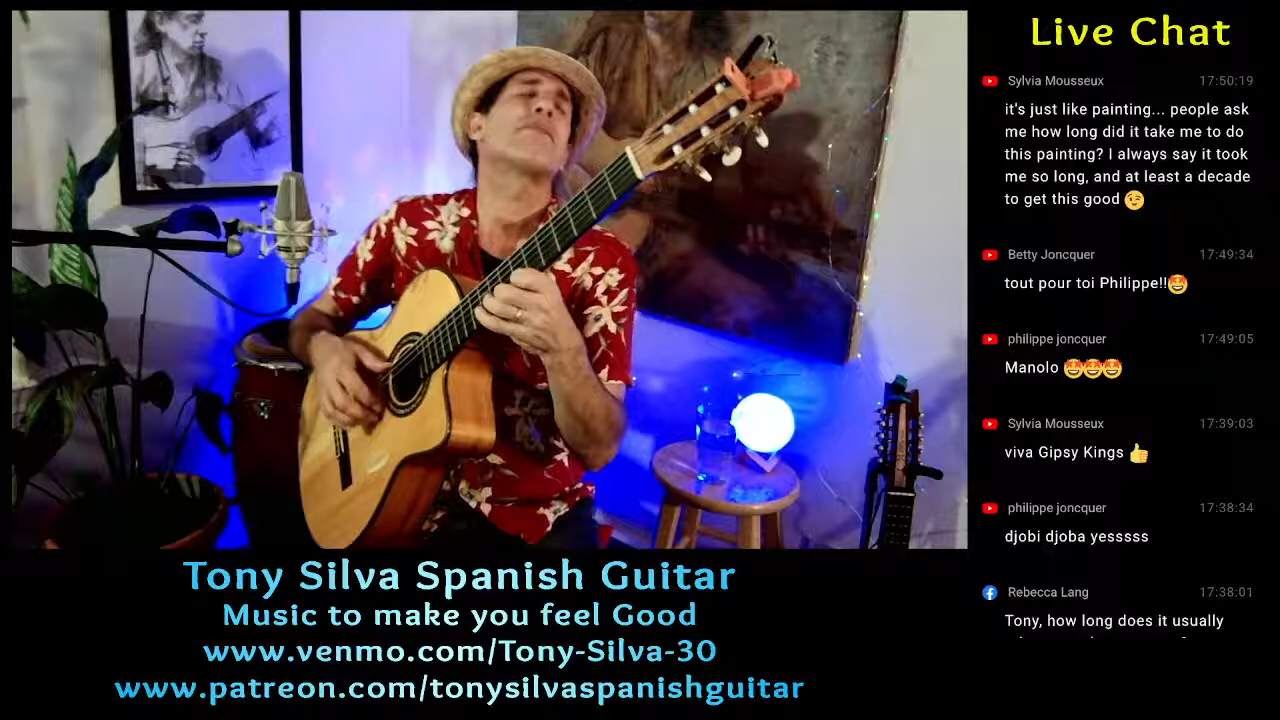 Live Chat
Sylvia Mousseux 17:50:19
it's just like painting... people ask
me how long did it take me to do
this painting? I always say it took
me so long, and at least a decade
to get this good 😉
Betty Joncquer 17:49:34
tout pour toi Philippe!!🤩
philippe joncquer 17:49:05
Manolo 🤩🤩🤩
Sylvia Mousseux 17:39:03
viva Gipsy Kings 👍
philippe joncquer 17:38:34
djobi djoba yesssss
Rebecca Lang 17:38:01
Tony, how long does it usually
Tony Silva Spanish Guitar
Music to make you feel Good
www.venmo.com/Tony-Silva-30
www.patreon.com/tonysilvaspanishguitar